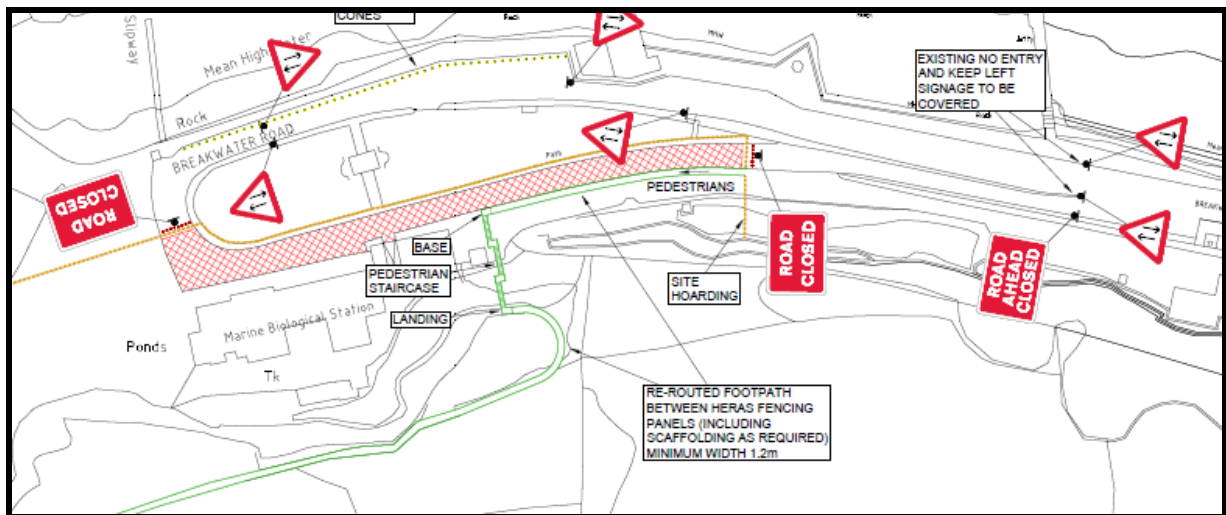 CONES
Rock
Slipway
Mean High Water
MHW
EXISTING NO ENTRY
AND KEEP LEFT
SIGNAGE TO BE
COVERED
Rock
BREAKWATER ROAD
Path
ROAD
CLOSED
PEDESTRIANS
BASE
PEDESTRIAN
STAIRCASE
LANDING
SITE
HOARDING
ROAD
CLOSED
ROAD
AHEAD
CLOSED
Marine Biological Station
Ponds
Tk
RE-ROUTED FOOTPATH
BETWEEN HERAS FENCING
PANELS (INCLUDING
SCAFFOLDING AS REQUIRED)
MINIMUM WIDTH 1.2m